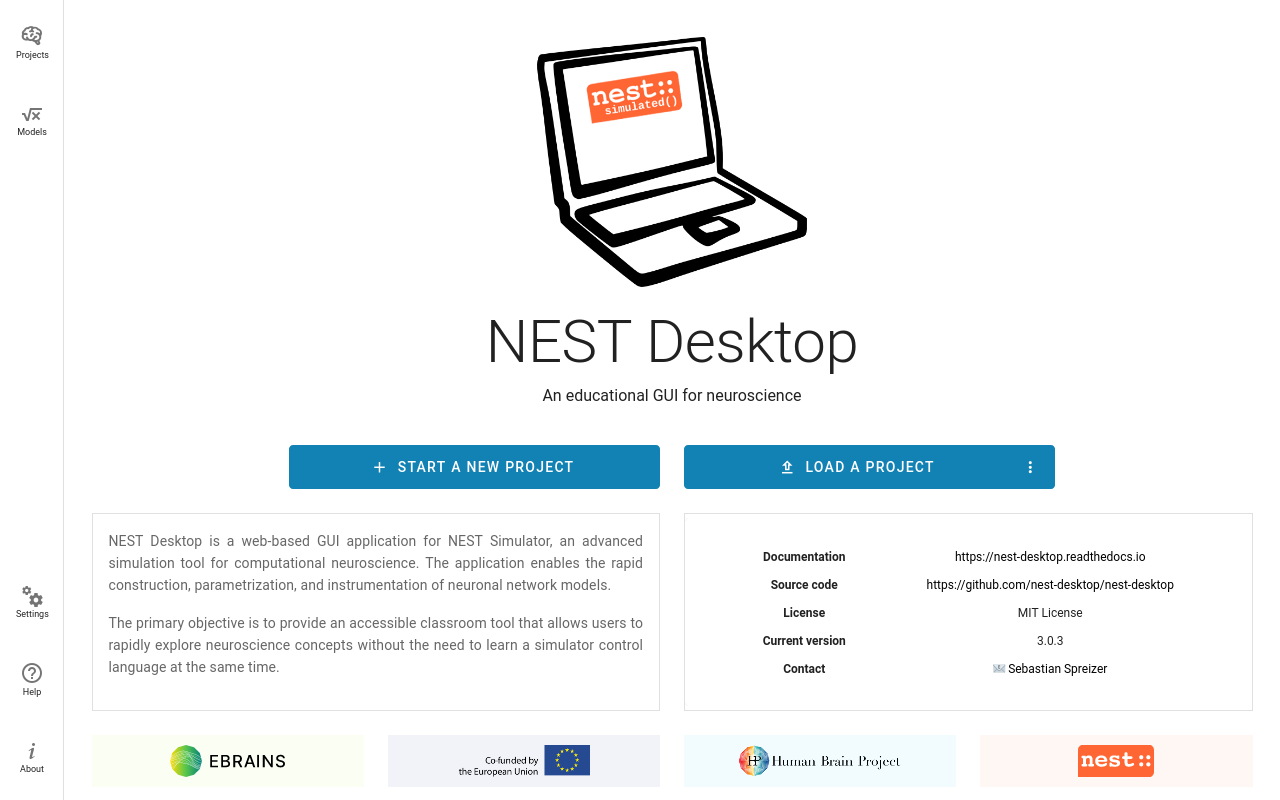 Projects
Models
nest::
simulated()
NEST Desktop
An educational GUI for neuroscience
START A NEW PROJECT
LOAD A PROJECT
NEST Desktop is a web-based GUI application for NEST Simulator, an advanced
simulation tool for computational neuroscience. The application enables the rapid
construction, parametrization, and instrumentation of neuronal network models.
The primary objective is to provide an accessible classroom tool that allows users to
rapidly explore neuroscience concepts without the need to learn a simulator control
language at the same time.
Documentation https://nest-desktop.readthedocs.io
Source code https://github.com/nest-desktop/nest-desktop
License MIT License
Current version 3.0.3
Contact Sebastian Spreizer
Settings
Help
About
EBRAINS
Co-funded by
the European Union
HP Human Brain Project
nest::